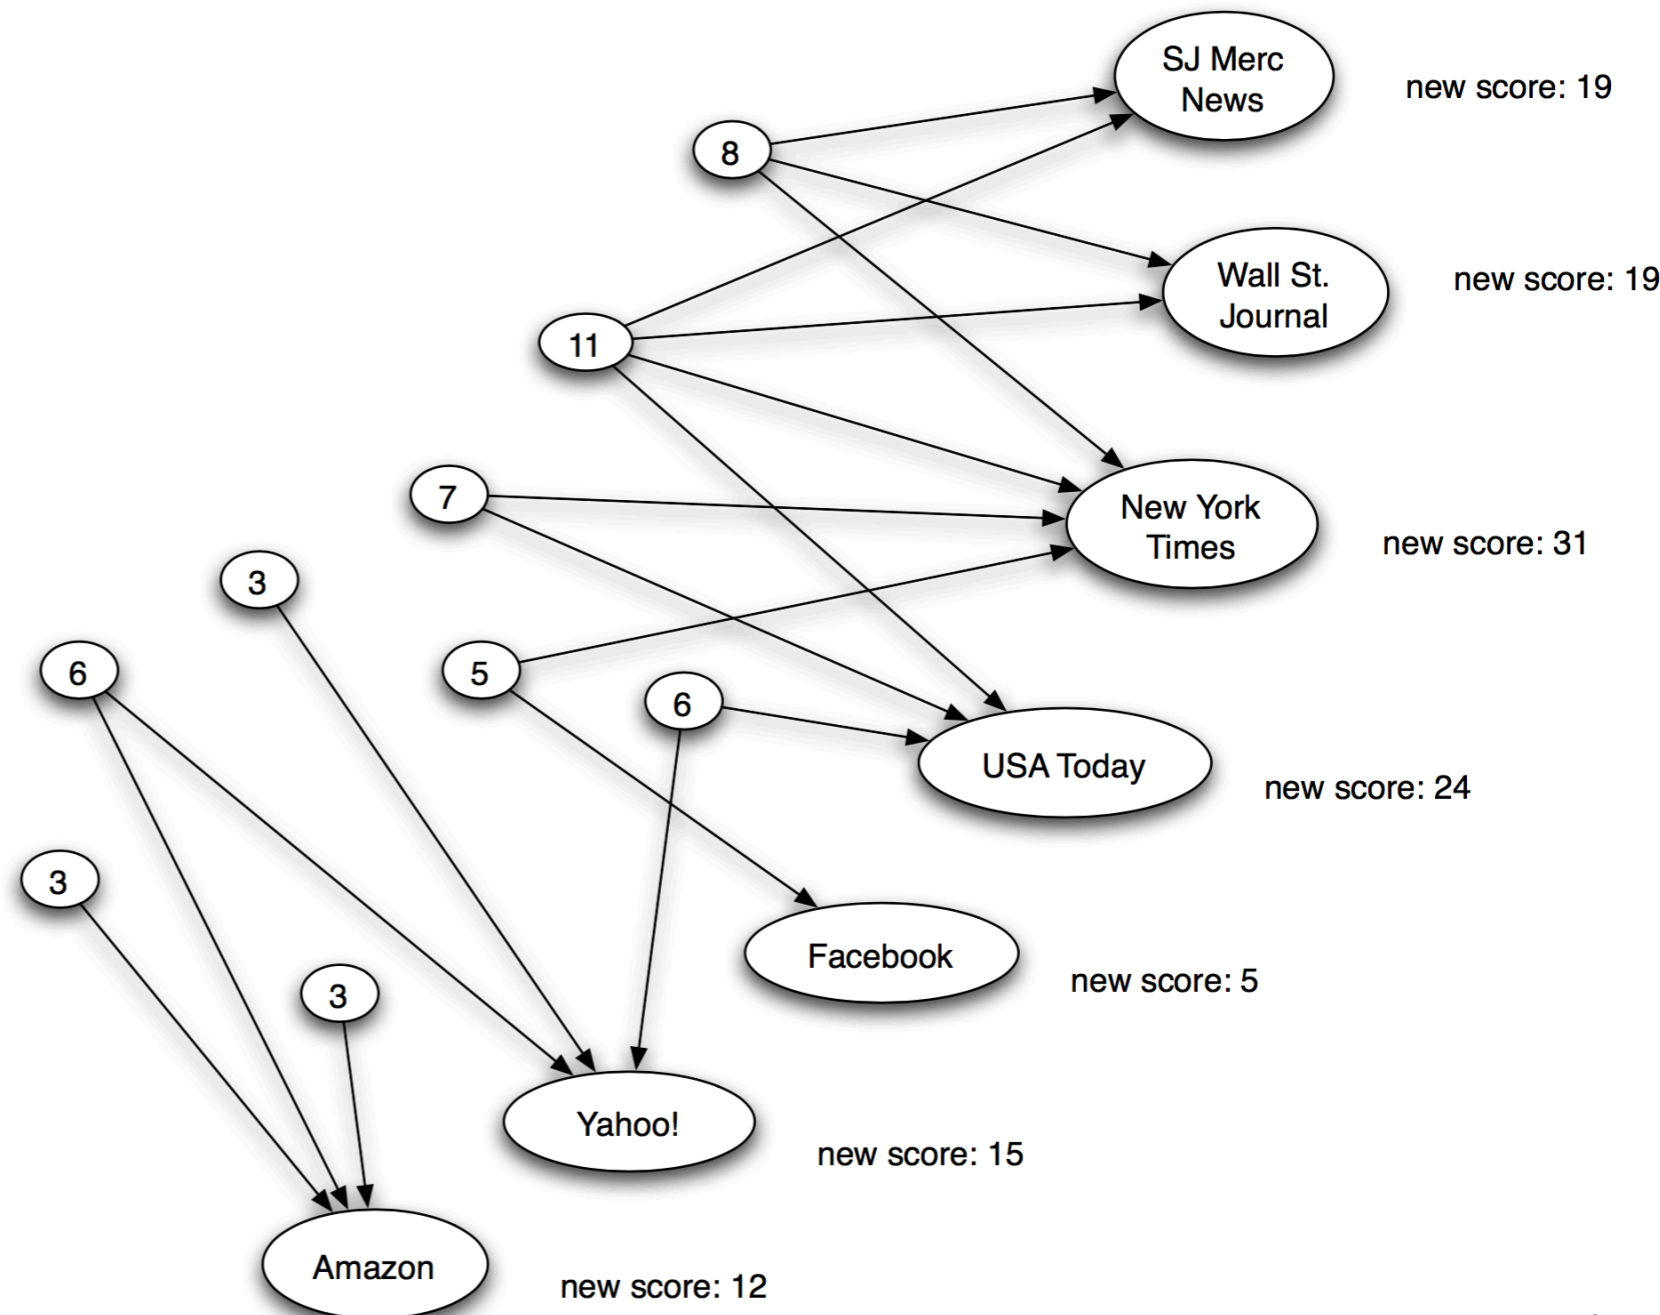 SJ Merc
News
new score: 19
8
Wall St.
Journal
new score: 19
11
7
New York
Times
new score: 31
3
6
5
6
USA Today
new score: 24
3
Facebook
new score: 5
3
Yahoo!
new score: 15
Amazon
new score: 12